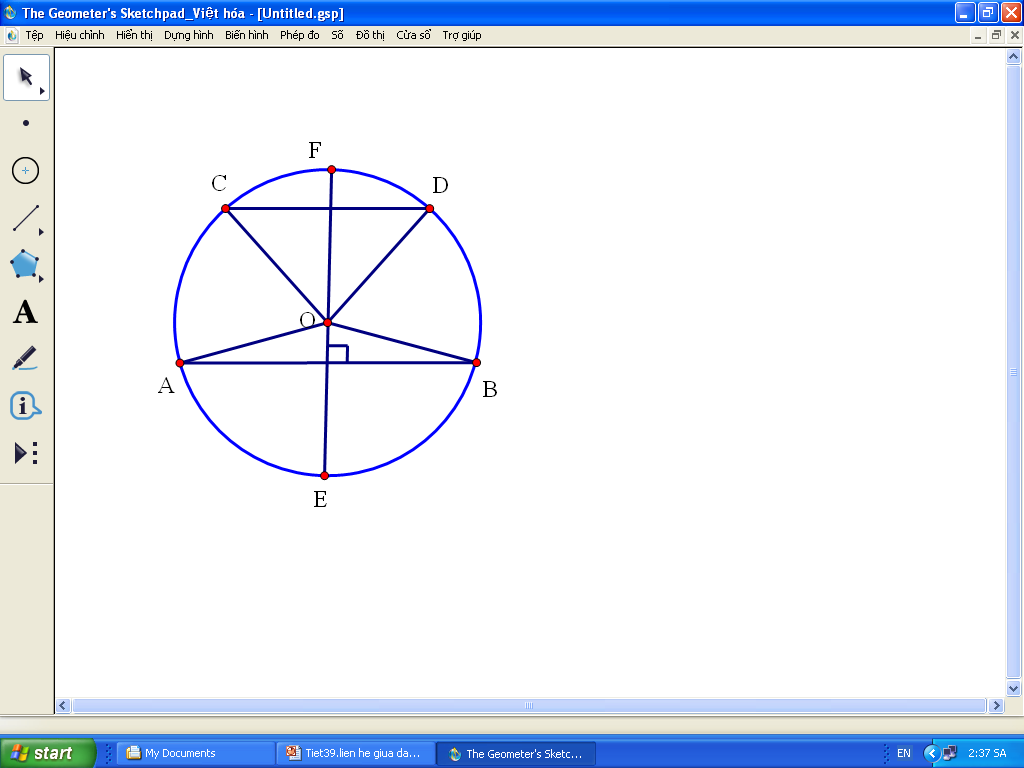 The Geometer's Sketchpad_Việt hóa - [Untitled.gsp]
Tệp Hiệu chỉnh Hiển thị Dựng hình Biến hình Phép đo Số Đồ thị Cửa sổ Trợ giúp
F
C
D
O
A
B
E
A
start My Documents Tiet39.lien he giua da... The Geometer's Sketc... EN 2:37 SA